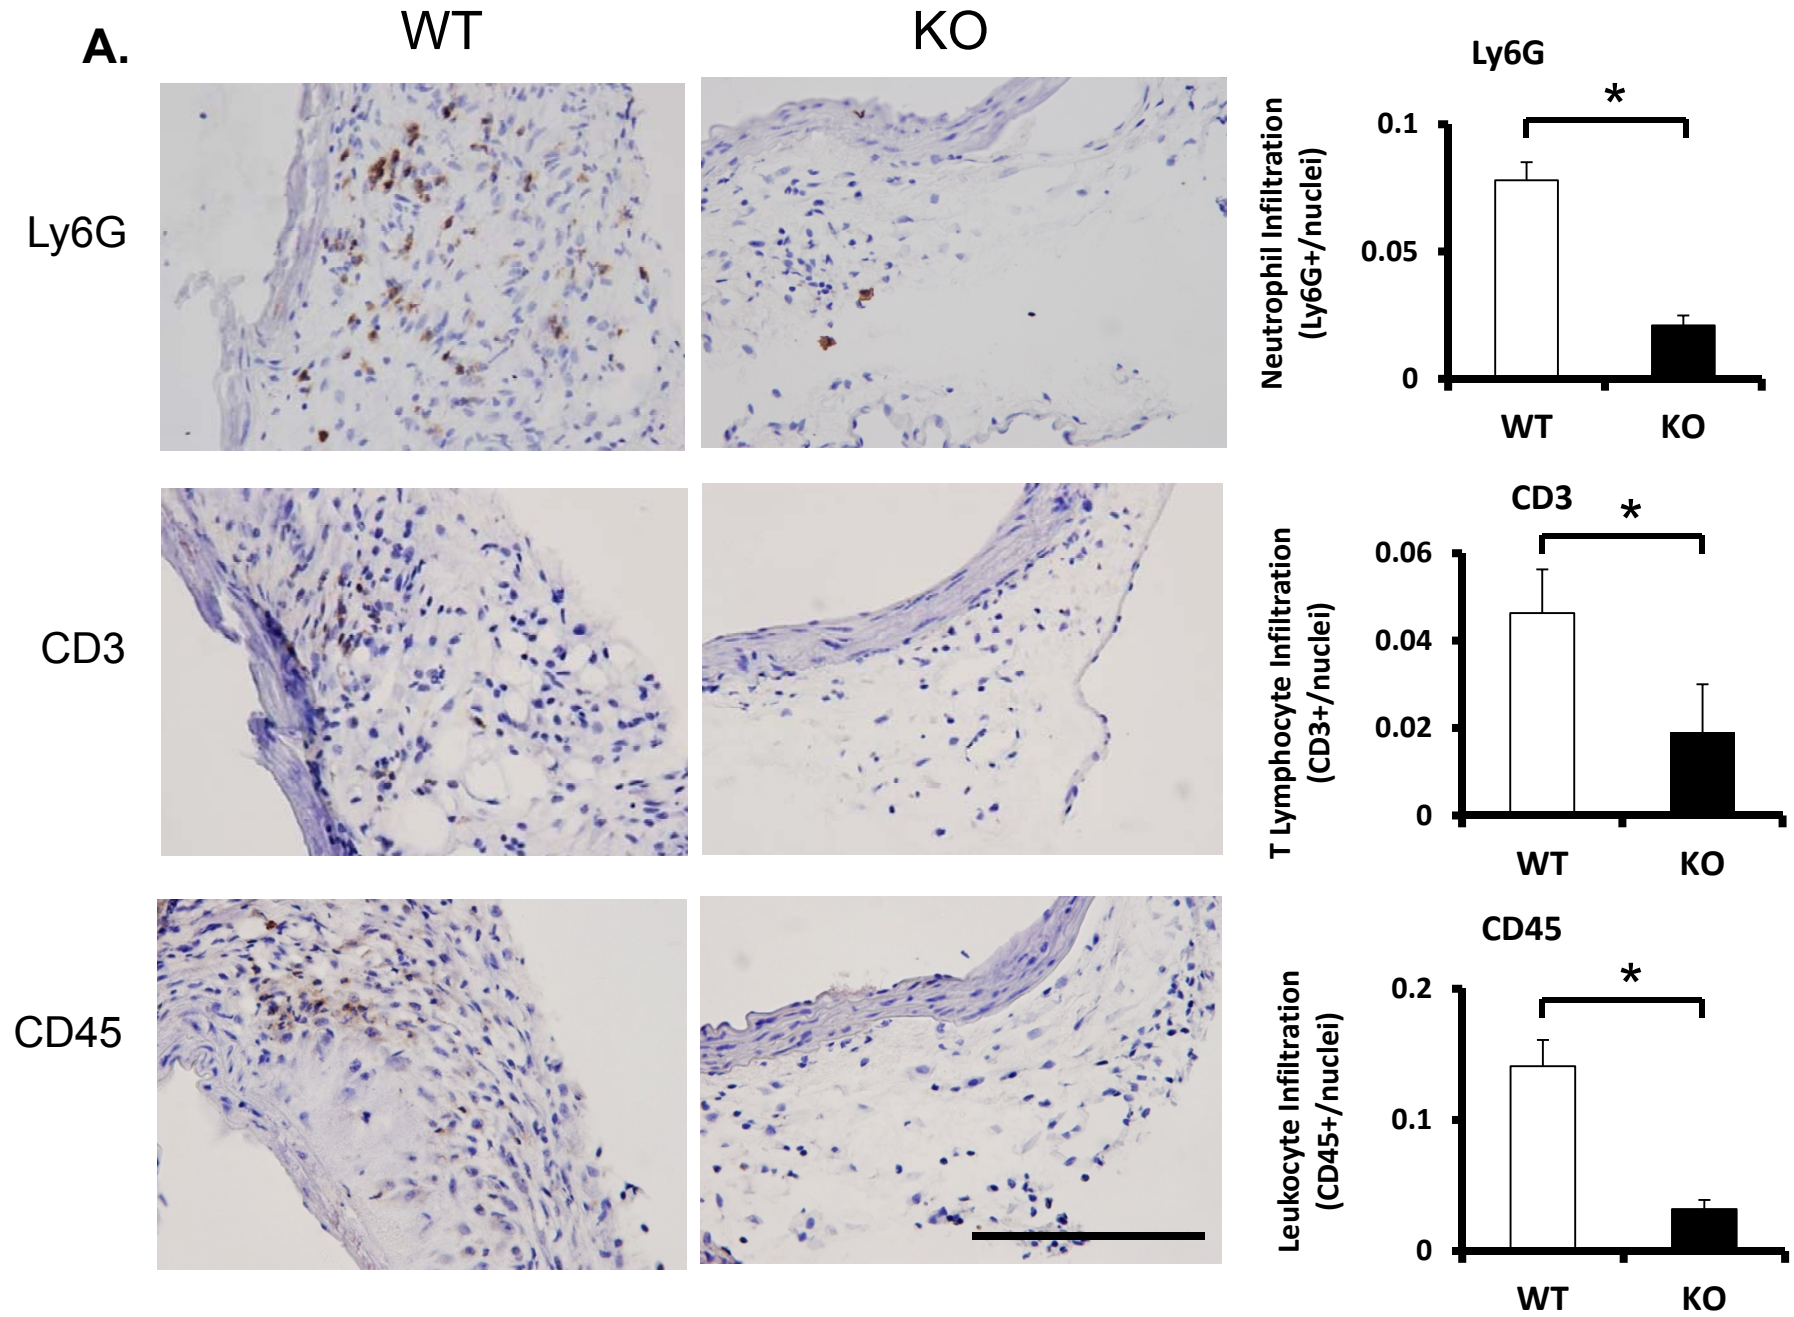 A.
WT
KO
Ly6G
CD3
CD45
Ly6G
*
Neutrophil Infiltration
(Ly6G+/nuclei)
0.1
0.05
0
WT
KO
CD3
*
T Lymphocyte Infiltration
(CD3+/nuclei)
0.06
0.04
0.02
0
WT
KO
CD45
*
Leukocyte Infiltration
(CD45+/nuclei)
0.2
0.1
0
WT
KO